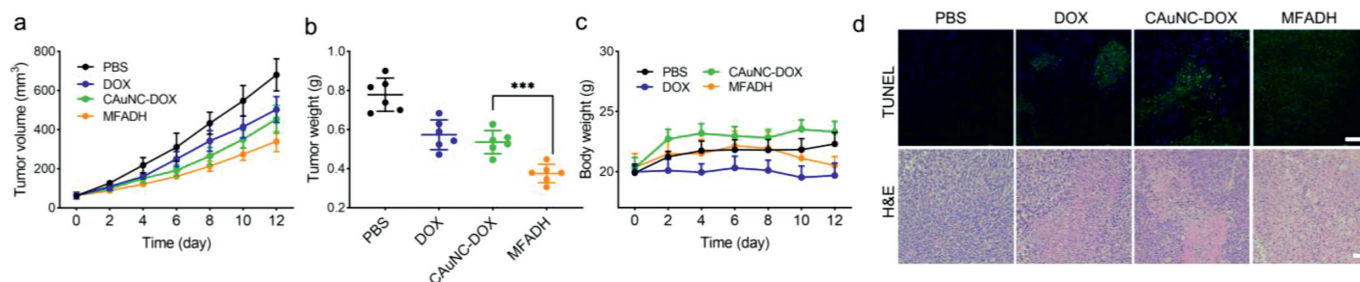 a
Tumor volume (mm³)
800
600
400
200
0
PBS
DOX
CAuNC-DOX
MFADH
0 2 4 6 8 10 12
Time (day)
b
Tumor weight (g)
1.0
0.8
0.6
0.4
0.2
***
PBS
DOX
CAuNC-DOX
MFADH
c
Body weight (g)
30
25
20
PBS
DOX
CAuNC-DOX
MFADH
0 2 4 6 8 10 12
Time (day)
d
PBS DOX CAuNC-DOX MFADH
TUNEL
H&E